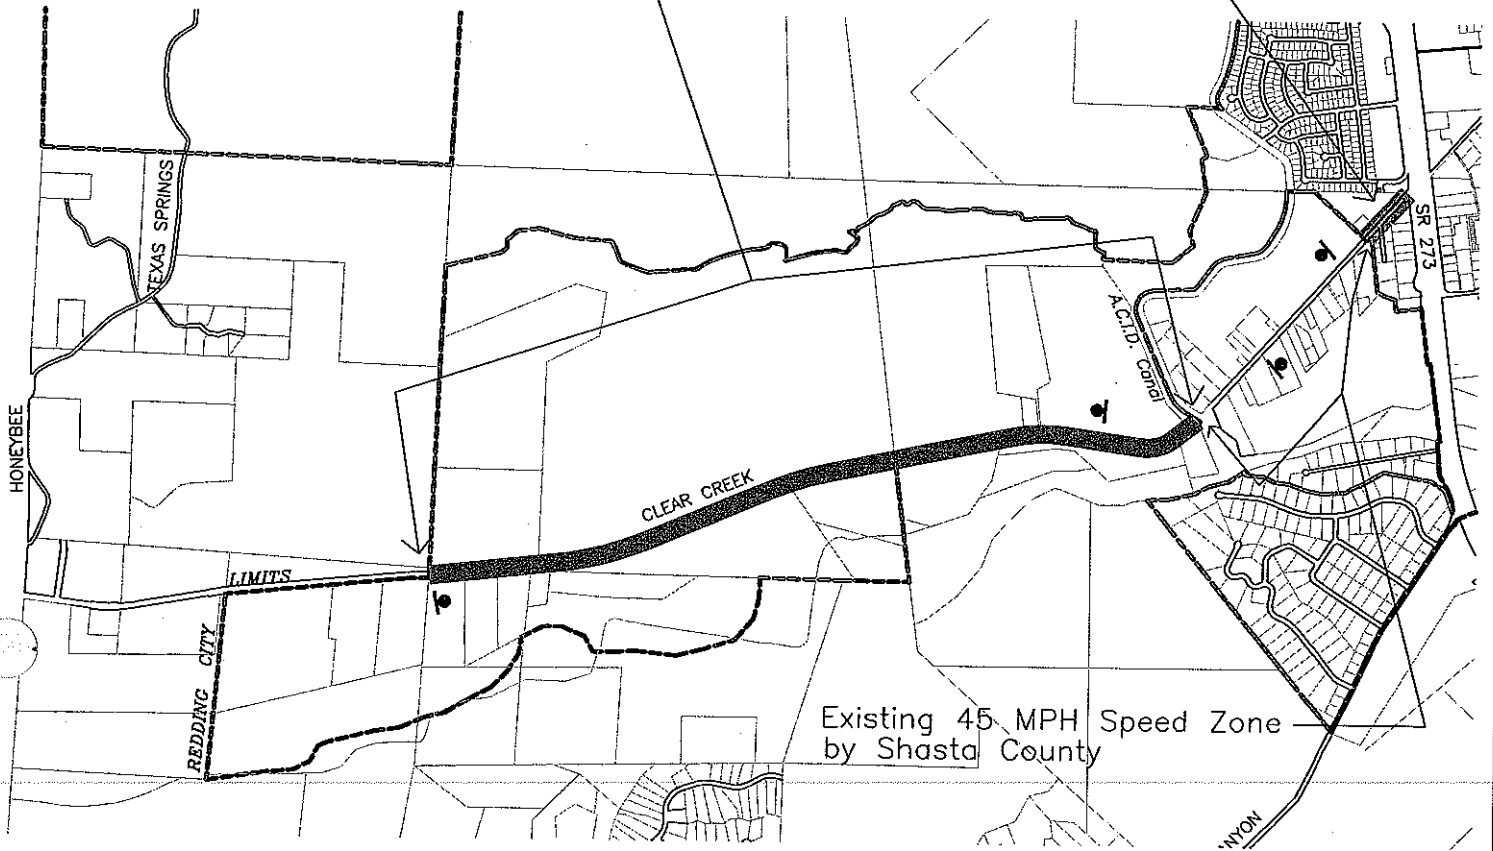 TEXAS SPRINGS
SR 273
A.C.I.D. Canal
HONEYBEE
CLEAR CREEK
LIMITS
CITY
REDDING
Existing 45 MPH Speed Zone
by Shasta County
NYON